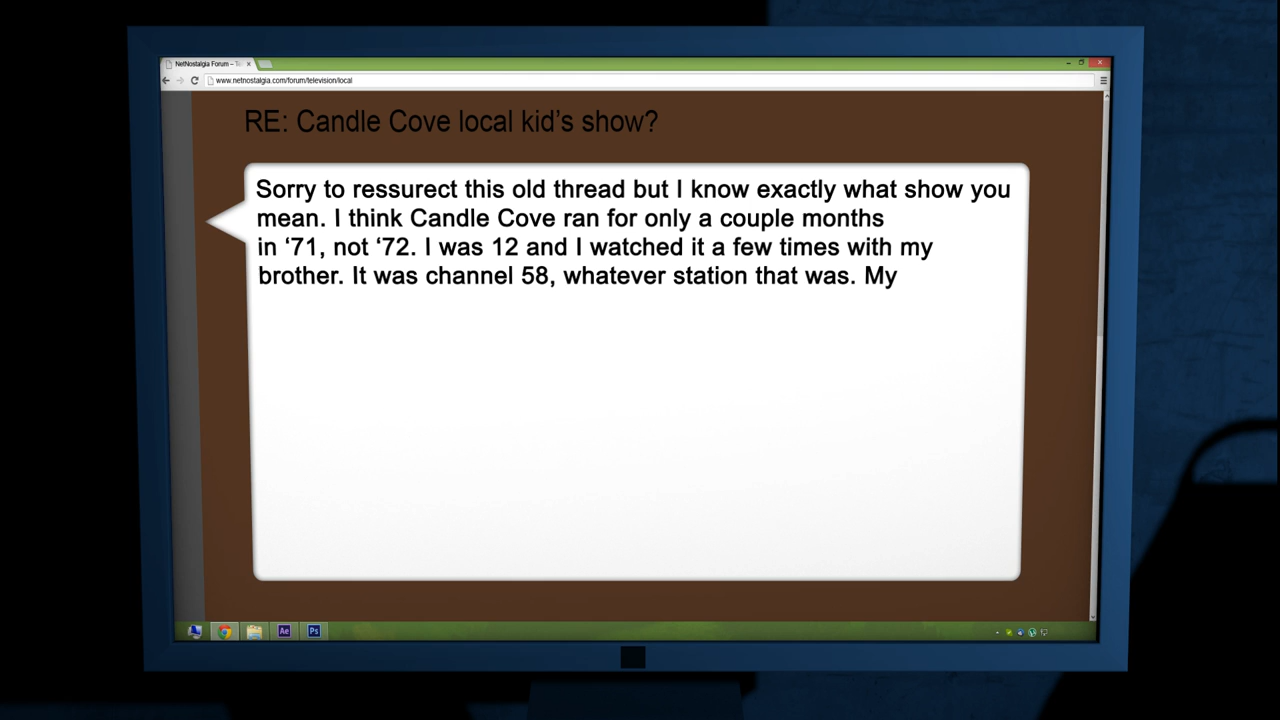 NetNostalgia Forum – Te
www.netnostalgia.com/forum/television/local
RE: Candle Cove local kid’s show?
Sorry to ressurect this old thread but I know exactly what show you
mean. I think Candle Cove ran for only a couple months
in ‘71, not ‘72. I was 12 and I watched it a few times with my
brother. It was channel 58, whatever station that was. My
Ae
Ps